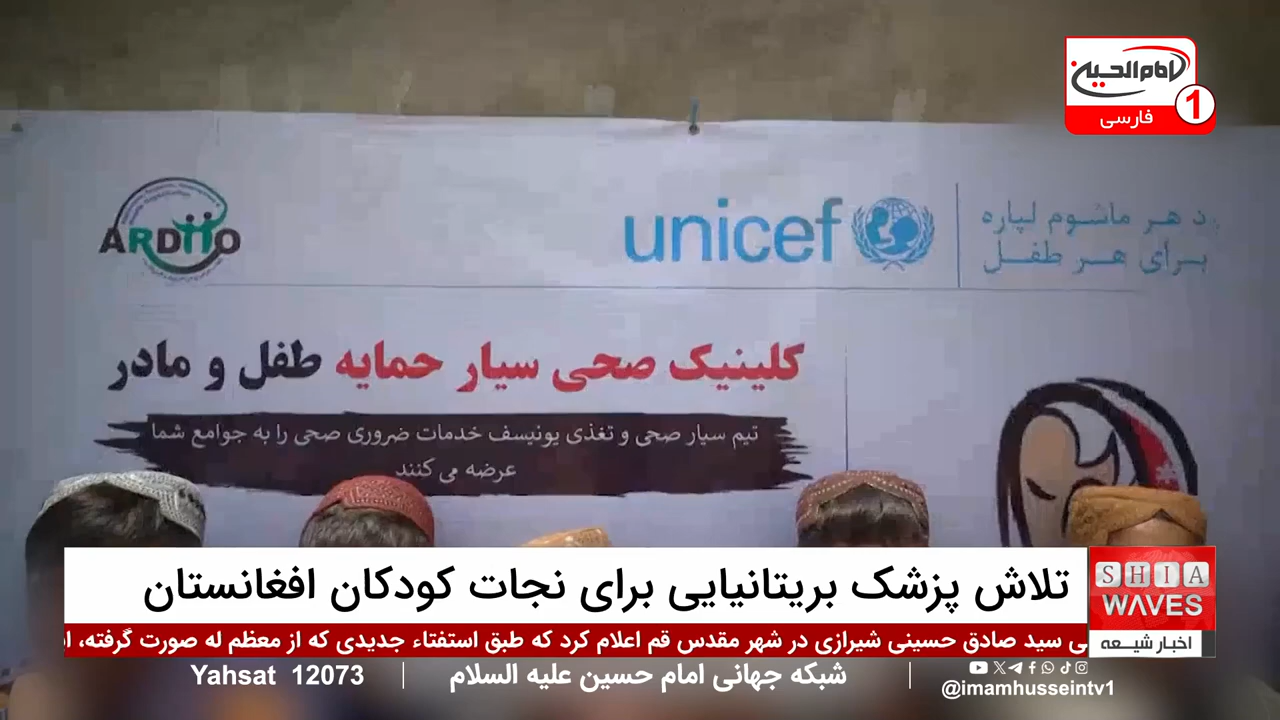 امام الحسین
1
فارسی
ARDHO
unicef
د هر ماشوم لپاره
برای هر طفل
کلینیک صحی سیار حمایه طفل و مادر
تیم سیار صحی و تغذی یونیسف خدمات ضروری صحی را به جوامع شما
عرضه می کنند
تلاش پزشک بریتانیایی برای نجات کودکان افغانستان
SHIA
WAVES
اخبار شیعه
سید صادق حسینی شیرازی در شهر مقدس قم اعلام کرد که طبق استفتاء جدیدی که از معظم له صورت گرفته،
Yahsat 12073
شبکه جهانی امام حسین علیه السلام
@imamhusseintv1